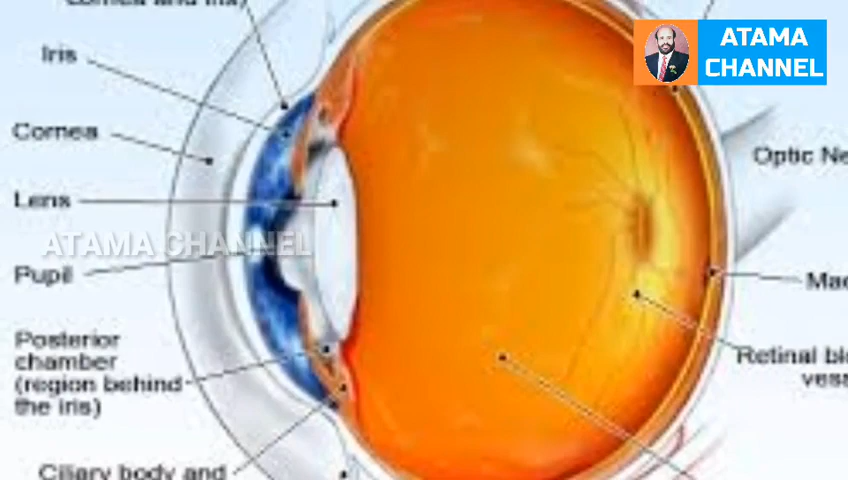 Cornea and Iris)
Iris
Cornea
Lens
Pupil
Posterior
chamber
(region behind
the iris)
Ciliary body and
ATAMA
CHANNEL
Optic Ne
Mac
Retinal blo
vess
ATAMA CHANNEL